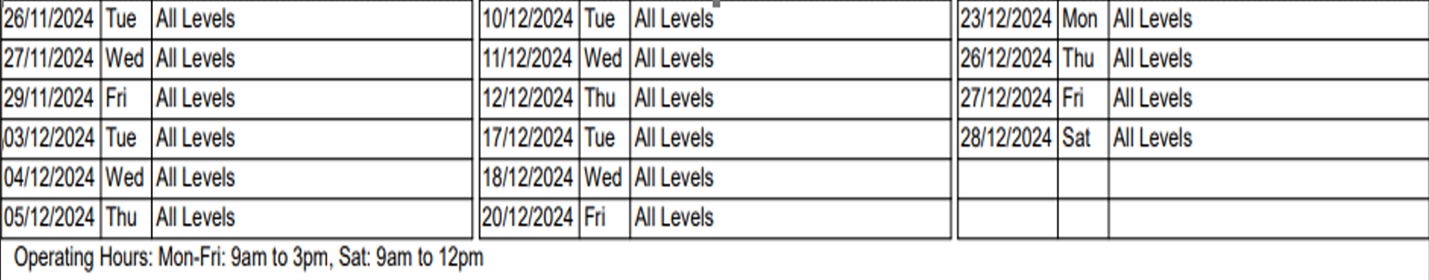 26/11/2024 Tue All Levels 10/12/2024 Tue All Levels 23/12/2024 Mon All Levels
27/11/2024 Wed All Levels 11/12/2024 Wed All Levels 26/12/2024 Thu All Levels
29/11/2024 Fri All Levels 12/12/2024 Thu All Levels 27/12/2024 Fri All Levels
03/12/2024 Tue All Levels 17/12/2024 Tue All Levels 28/12/2024 Sat All Levels
04/12/2024 Wed All Levels 18/12/2024 Wed All Levels
05/12/2024 Thu All Levels 20/12/2024 Fri All Levels
Operating Hours: Mon-Fri: 9am to 3pm, Sat: 9am to 12pm